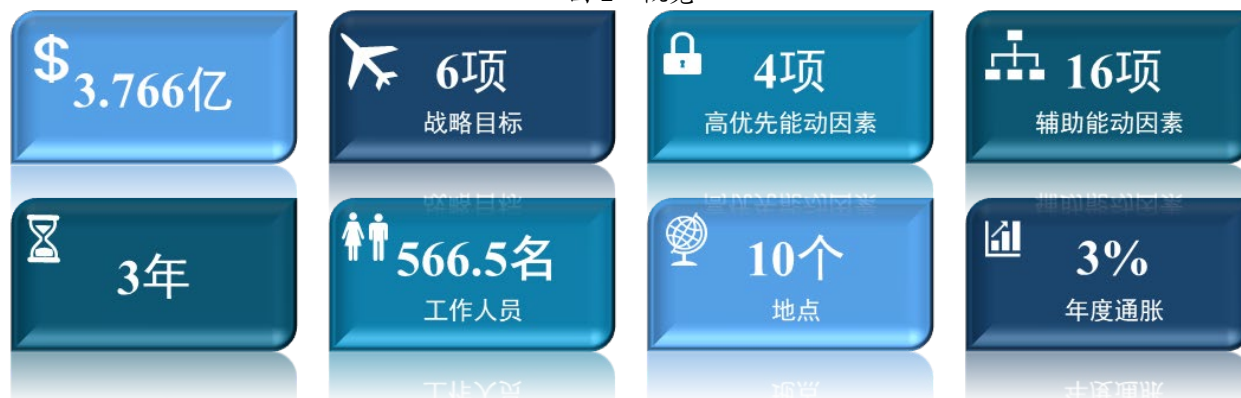 $3.766亿
6项
战略目标
4项
高优先能动因素
16项
辅助能动因素
3年
566.5名
工作人员
10个
地点
3%
年度通胀